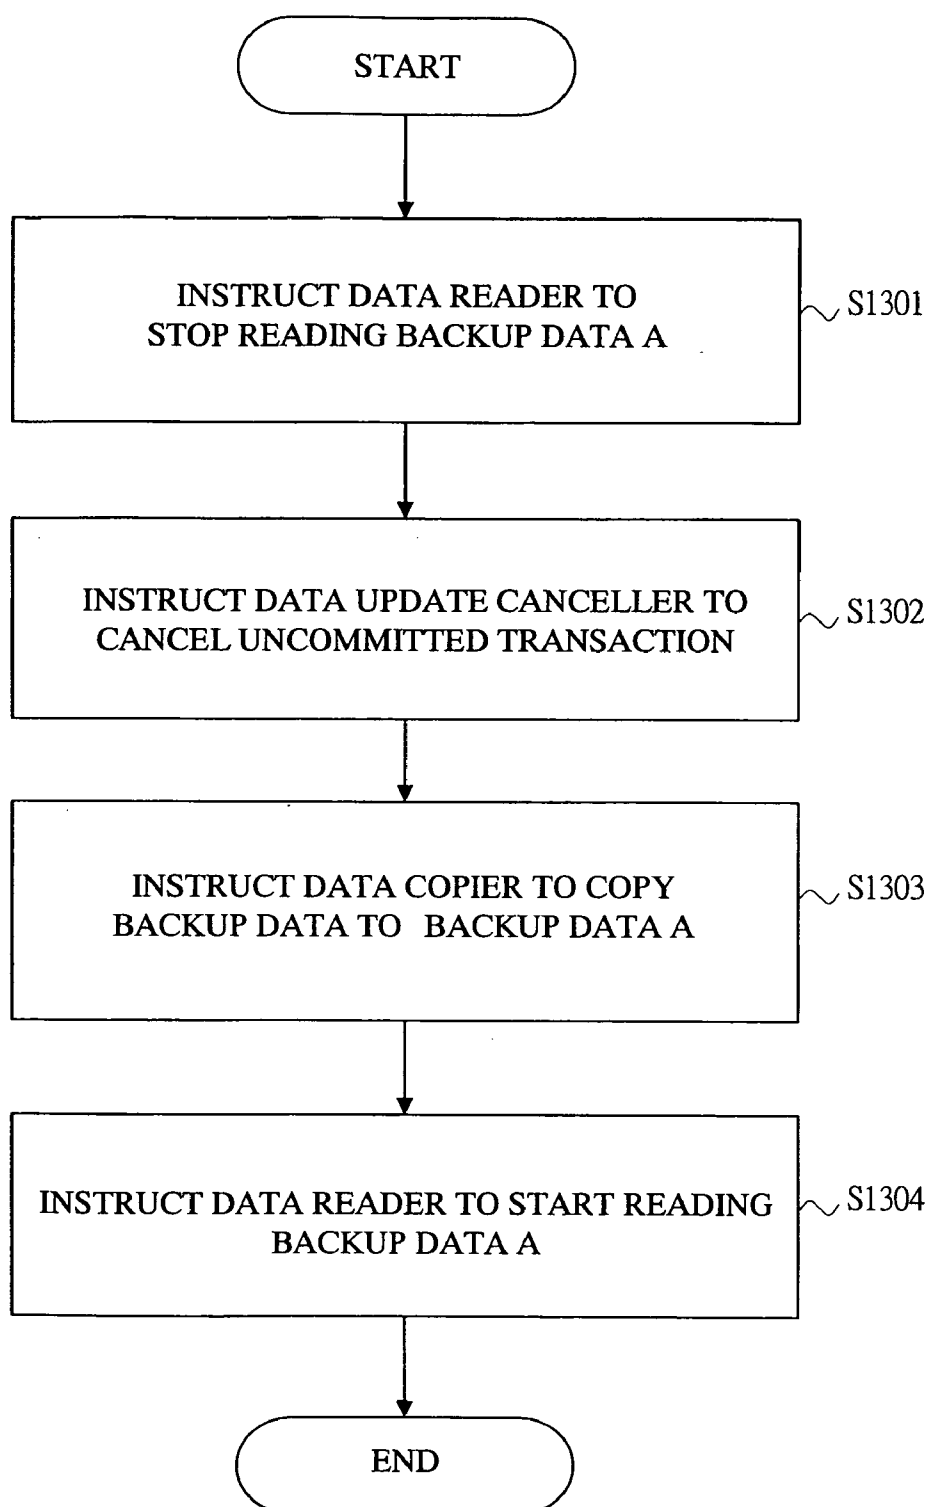 START
INSTRUCT DATA READER TO
STOP READING BACKUP DATA A
S1301
INSTRUCT DATA UPDATE CANCELLER TO
CANCEL UNCOMMITTED TRANSACTION
S1302
INSTRUCT DATA COPIER TO COPY
BACKUP DATA TO BACKUP DATA A
S1303
INSTRUCT DATA READER TO START READING
BACKUP DATA A
S1304
END